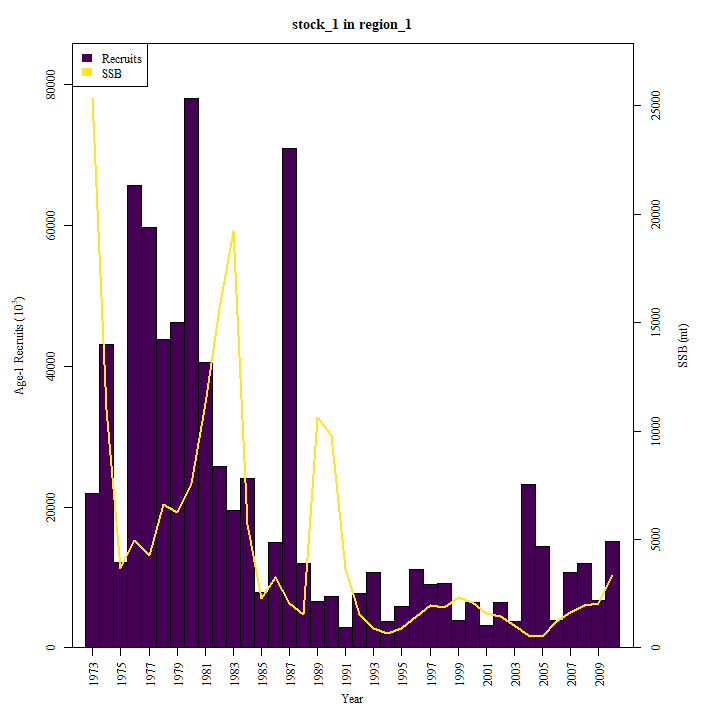 stock_1 in region_1
Recruits
SSB
80000
60000
40000
20000
0
Age-1 Recruits (10³)
25000
20000
15000
10000
5000
0
SSB (mt)
1973 1975 1977 1979 1981 1983 1985 1987 1989 1991 1993 1995 1997 1999 2001 2003 2005 2007 2009
Year